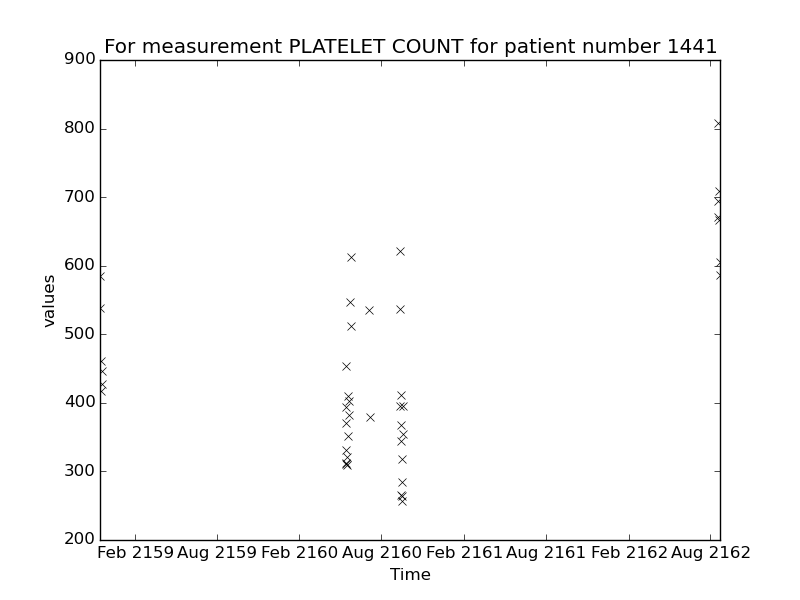 For measurement PLATELET COUNT for patient number 1441
900
800
700
600
500
400
300
200
values
Feb 2159 Aug 2159 Feb 2160 Aug 2160 Feb 2161 Aug 2161 Feb 2162 Aug 2162
Time